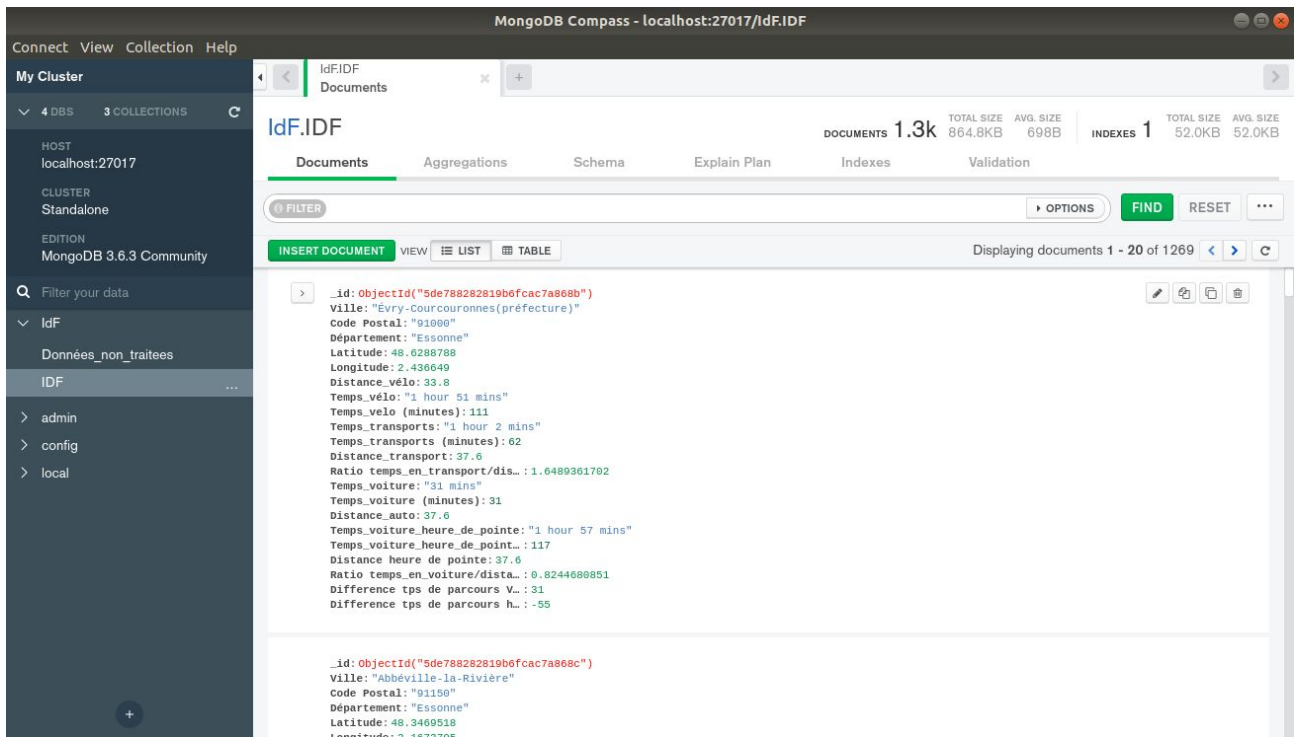 MongoDB Compass - localhost:27017/IdF.IDF
Connect View Collection Help
My Cluster
4 DBS 3 COLLECTIONS
HOST
localhost:27017
CLUSTER
Standalone
EDITION
MongoDB 3.6.3 Community
Filter your data
IdF
Données_non_traitees
IDF ...
admin
config
local
+
IdF.IDF
Documents
+
IdF.IDF
DOCUMENTS 1.3k TOTAL SIZE 864.8KB AVG. SIZE 698B INDEXES 1 TOTAL SIZE 52.0KB AVG. SIZE 52.0KB
Documents Aggregations Schema Explain Plan Indexes Validation
FILTER OPTIONS FIND RESET ...
INSERT DOCUMENT VIEW LIST TABLE Displaying documents 1 - 20 of 1269
_id: ObjectId("5de788282819b6fcac7a868b")
Ville: "Évry-Courcouronnes(préfecture)"
Code Postal: "91000"
Département: "Essonne"
Latitude: 48.6288788
Longitude: 2.436649
Distance_vélo: 33.8
Temps_vélo: "1 hour 51 mins"
Temps_velo (minutes): 111
Temps_transports: "1 hour 2 mins"
Temps_transports (minutes): 62
Distance_transport: 37.6
Ratio temps_en_transport/dis… : 1.6489361702
Temps_voiture: "31 mins"
Temps_voiture (minutes): 31
Distance_auto: 37.6
Temps_voiture_heure_de_pointe: "1 hour 57 mins"
Temps_voiture_heure_de_point… : 117
Distance heure de pointe: 37.6
Ratio temps_en_voiture/dista… : 0.8244680851
Difference tps de parcours V… : 31
Difference tps de parcours h… : -55
_id: ObjectId("5de788282819b6fcac7a868c")
Ville: "Abbéville-la-Rivière"
Code Postal: "91150"
Département: "Essonne"
Latitude: 48.3469518
Longitude: 2.1673795